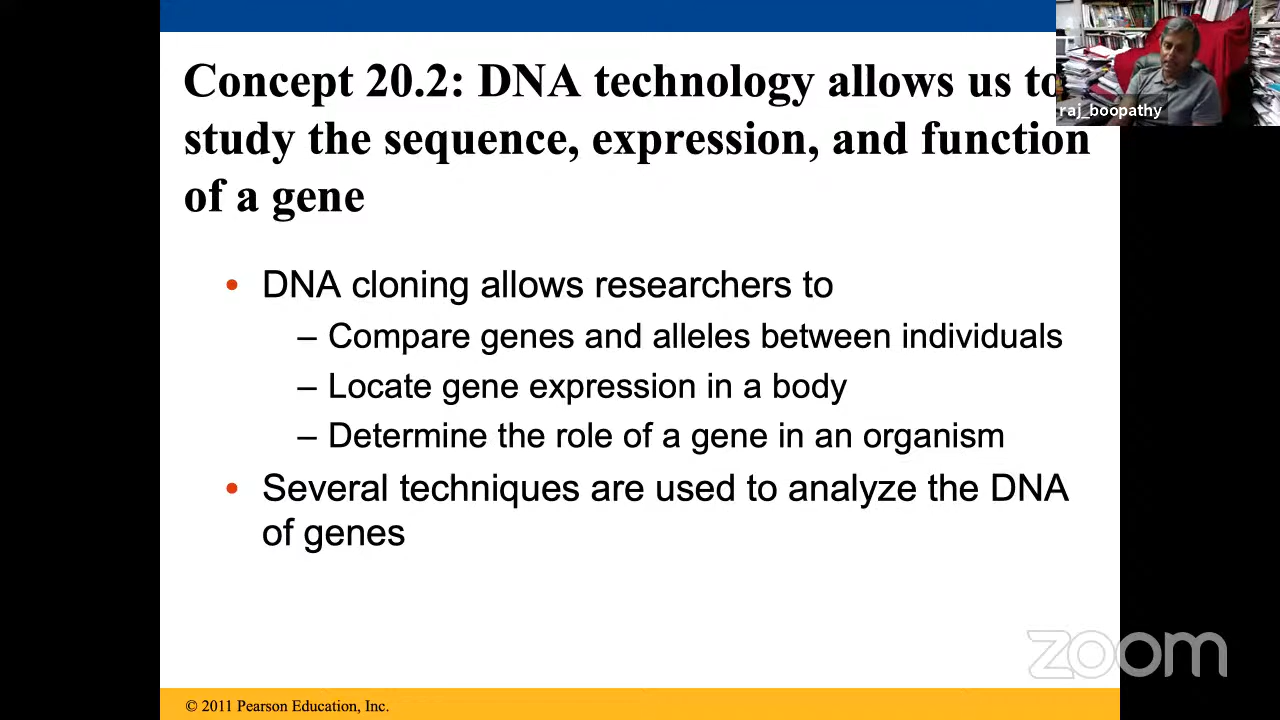 Concept 20.2: DNA technology allows us to
study the sequence, expression, and function
of a gene
raj_boopathy
• DNA cloning allows researchers to
– Compare genes and alleles between individuals
– Locate gene expression in a body
– Determine the role of a gene in an organism
• Several techniques are used to analyze the DNA
of genes
zoom
© 2011 Pearson Education, Inc.